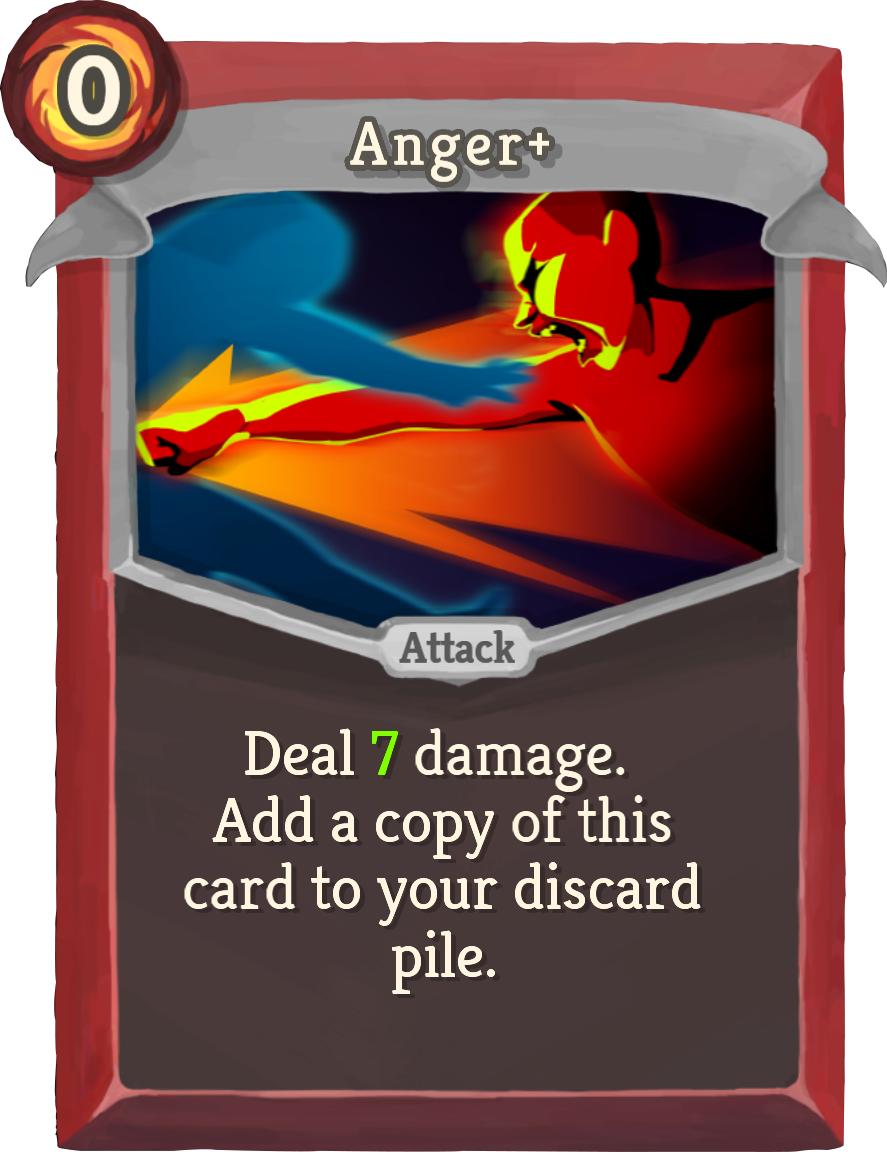 0
Anger+
Attack
Deal 7 damage.
Add a copy of this
card to your discard
pile.